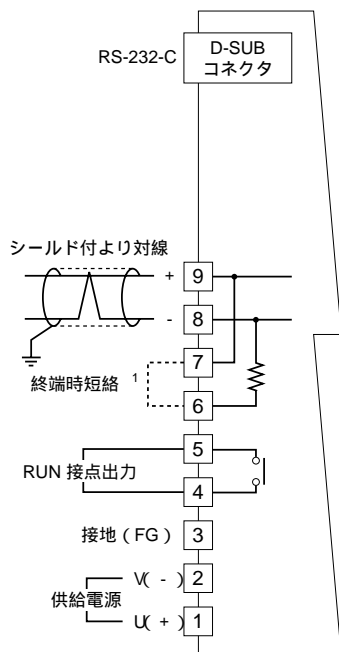 RS-232-C
D-SUB
コネクタ
シールド付より対線
+ 9
- 8
7
終端時短絡 1
6
5
RUN 接点出力
4
接地 ( FG ) 3
V( - ) 2
供給電源
U( + ) 1